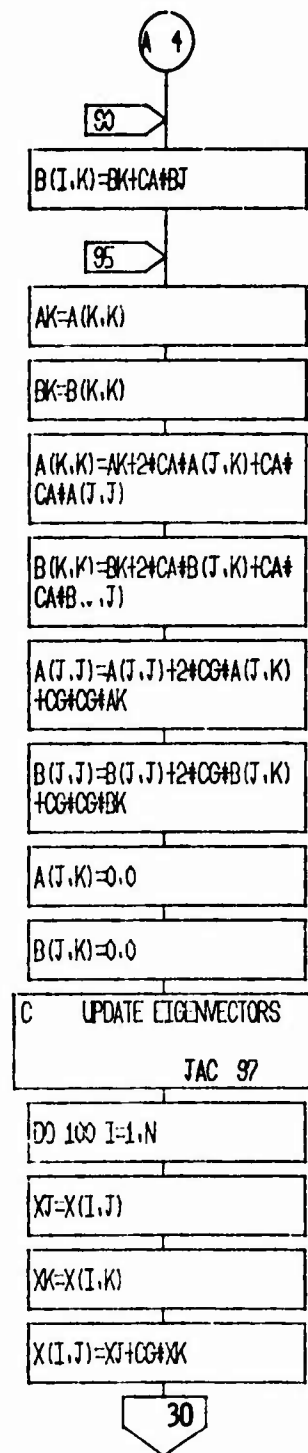 A 4
90
B(I,K)=BK+CA*BJ
95
AK=A(K,K)
BK=B(K,K)
A(K,K)=AK+2*CA*A(J,K)+CA*
CA*A(J,J)
B(K,K)=BK+2*CA*B(J,K)+CA*
CA*B...J)
A(J,J)=A(J,J)+2*CG*A(J,K)
+CG*CG*AK
B(J,J)=B(J,J)+2*CG*B(J,K)
+CG*CG*BK
A(J,K)=0.0
B(J,K)=0.0
C UPDATE EIGENVECTORS
JAC 97
DO 100 I=1,N
XJ=X(I,J)
XK=X(I,K)
X(I,J)=XJ+CG*XK
30